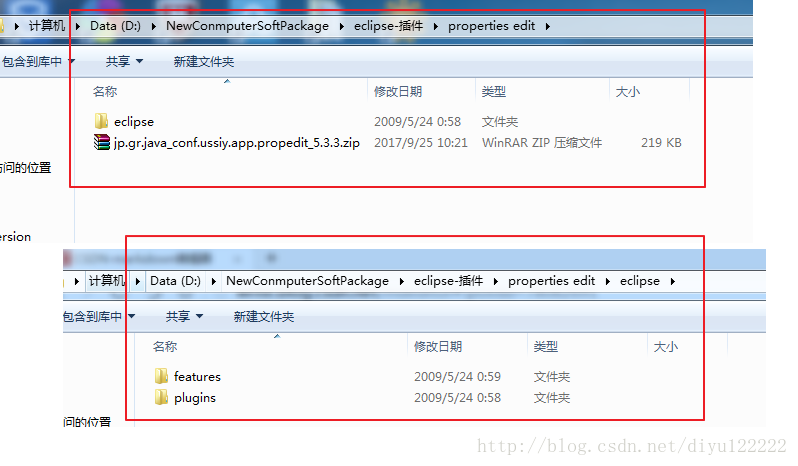 计算机 Data (D:) NewConmputerSoftPackage eclipse-插件 properties edit
包含到库中 共享 新建文件夹
名称 修改日期 类型 大小
eclipse 2009/5/24 0:58 文件夹
jp.gr.java_conf.ussiy.app.propedit_5.3.3.zip 2017/9/25 10:21 WinRAR ZIP 压缩文件 219 KB
访问的位置
ersion
计算机 Data (D:) NewConmputerSoftPackage eclipse-插件 properties edit eclipse
包含到库中 共享 新建文件夹
名称 修改日期 类型 大小
features 2009/5/24 0:59 文件夹
plugins 2009/5/24 0:58 文件夹
问的位置
http://blog.csdn.net/diyu122222